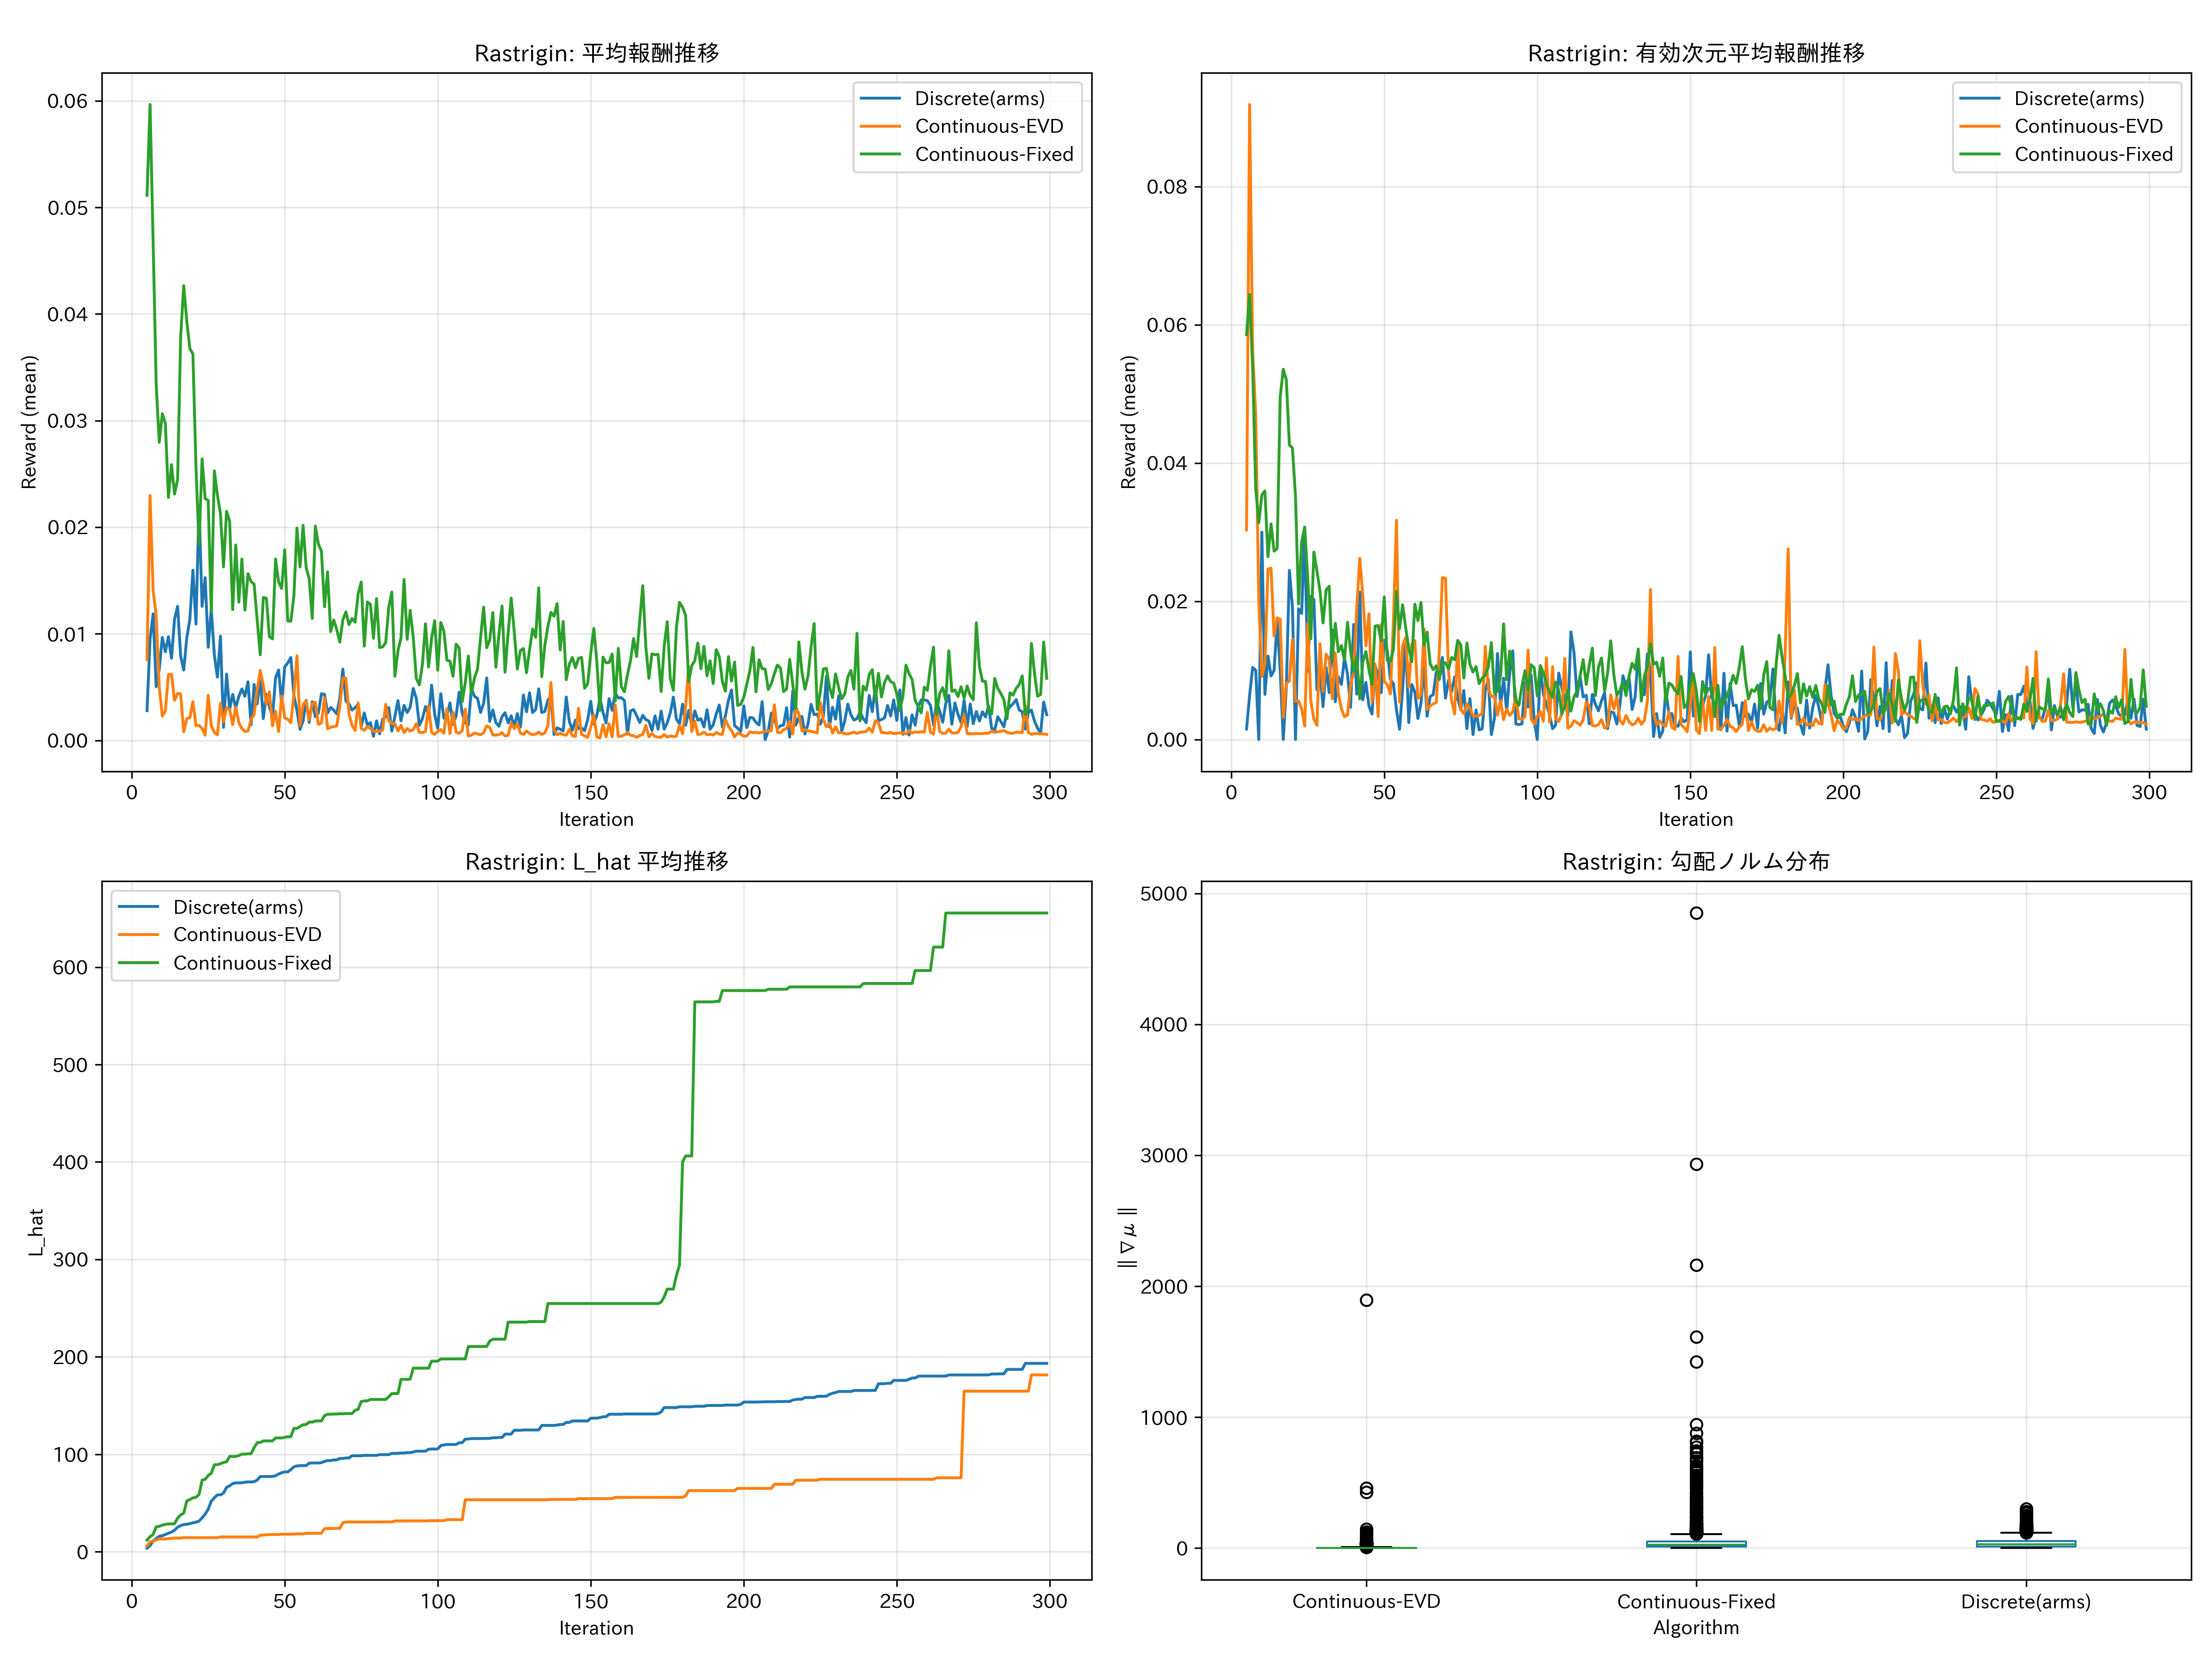 Rastrigin: 平均報酬推移
Reward (mean)
0.06
0.05
0.04
0.03
0.02
0.01
0.00
0 50 100 150 200 250 300
Iteration
Discrete(arms)
Continuous-EVD
Continuous-Fixed
Rastrigin: 有効次元平均報酬推移
Reward (mean)
0.08
0.06
0.04
0.02
0.00
0 50 100 150 200 250 300
Iteration
Discrete(arms)
Continuous-EVD
Continuous-Fixed
Rastrigin: L_hat 平均推移
L_hat
600
500
400
300
200
100
0
0 50 100 150 200 250 300
Iteration
Discrete(arms)
Continuous-EVD
Continuous-Fixed
Rastrigin: 勾配ノルム分布
‖∇μ‖
5000
4000
3000
2000
1000
0
Continuous-EVD Continuous-Fixed Discrete(arms)
Algorithm